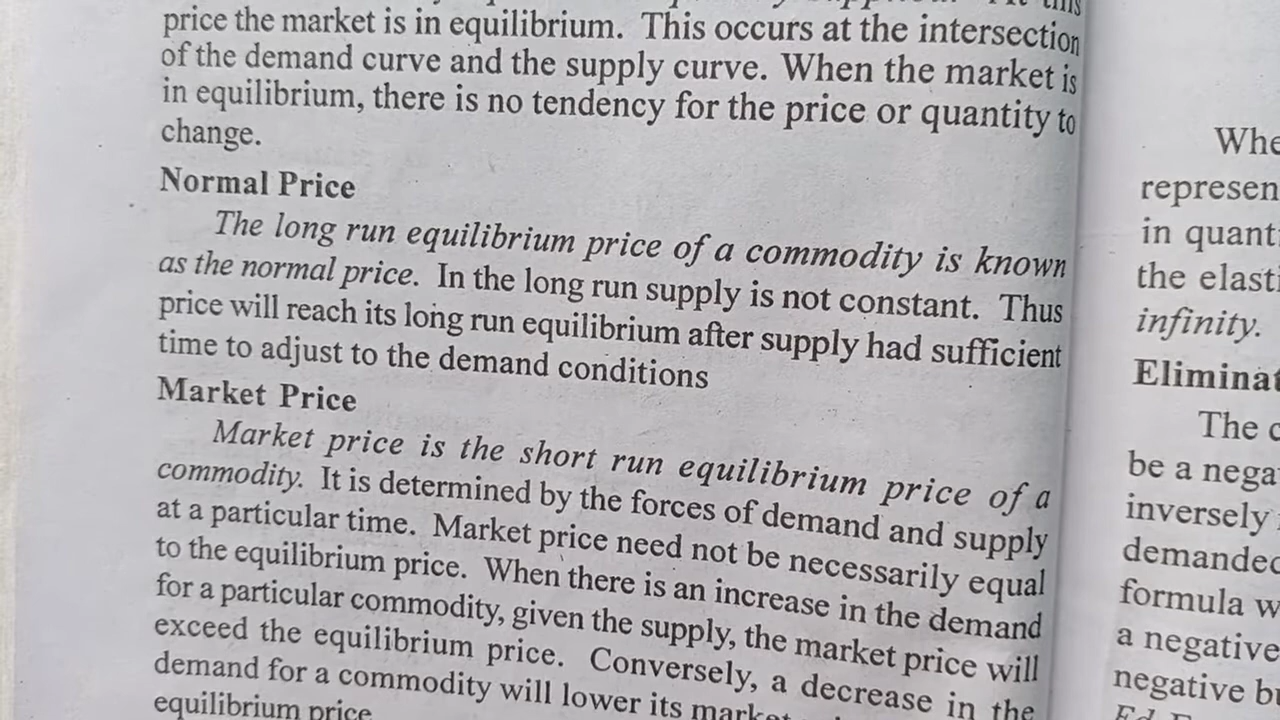 price the market is in equilibrium. This occurs at the intersection
of the demand curve and the supply curve. When the market is
in equilibrium, there is no tendency for the price or quantity to
change.
Normal Price
The long run equilibrium price of a commodity is known
as the normal price. In the long run supply is not constant. Thus
price will reach its long run equilibrium after supply had sufficient
time to adjust to the demand conditions
Market Price
Market price is the short run equilibrium price of a
commodity. It is determined by the forces of demand and supply
at a particular time. Market price need not be necessarily equal
to the equilibrium price. When there is an increase in the demand
for a particular commodity, given the supply, the market price will
exceed the equilibrium price. Conversely, a decrease in the
demand for a commodity will lower its
equilibrium price
Whe
represen
in quant
the elasti
infinity.
Eliminat
The c
be a nega
inversely
demanded
formula w
a negative
negative bu